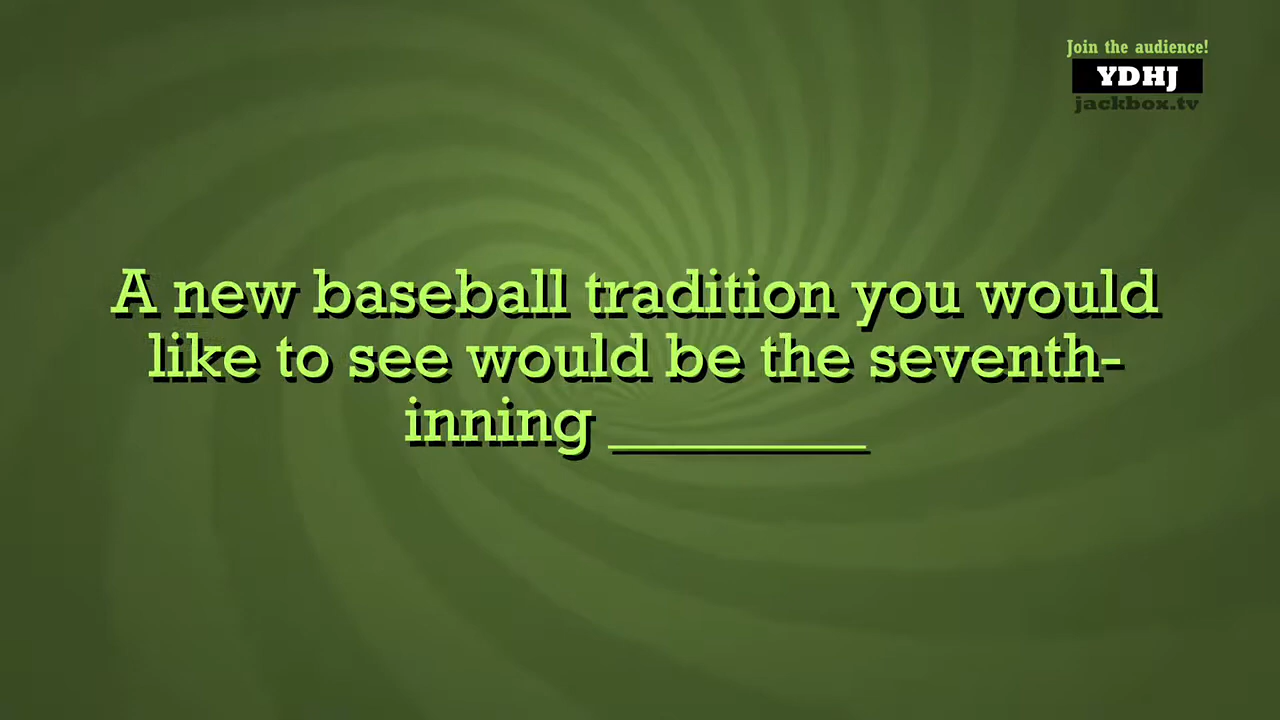 Join the audience!
YDHJ
jackbox.tv
A new baseball tradition you would
like to see would be the seventh-
inning ________